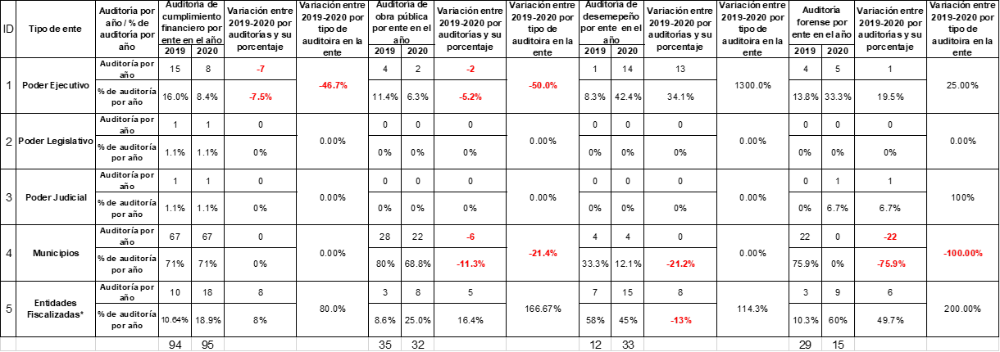 ID | Tipo de ente | Auditoría por año / % de auditoría por año | Auditoría de cumplimiento financiero por ente en el año | Variación entre 2019-2020 por auditorías y su porcentaje | Variación entre 2019-2020 por tipo de auditoira en la ente | Auditoría de obra pública por ente en el año | Variación entre 2019-2020 por auditorías y su porcentaje | Variación entre 2019-2020 por tipo de auditoira en la ente | Auditoría de desemepeño por ente en el año | Variación entre 2019-2020 por auditorías y su porcentaje | Variación entre 2019-2020 por tipo de auditoira en la ente | Auditoría forense por ente en el año | Variación entre 2019-2020 por auditorías y su porcentaje | Variación entre 2019-2020 tipo de auditoira en la ente
2019 2020 2019 2020 2019 2020 2019 2020
1 Poder Ejecutivo
Auditoría por año 15 8 -7 -46.7% 4 2 -2 -50.0% 1 14 13 1300.0% 4 5 1 25.00%
% de auditoría por año 16.0% 8.4% -7.5% 11.4% 6.3% -5.2% 8.3% 42.4% 34.1% 13.8% 33.3% 19.5%
2 Poder Legislativo
Auditoría por año 1 1 0 0.00% 0 0 0 0.00% 0 0 0 0.00% 0 0 0 0.00%
% de auditoría por año 1.1% 1.1% 0% 0% 0% 0% 0% 0% 0% 0% 0% 0%
3 Poder Judicial
Auditoría por año 1 1 0 0.00% 0 0 0 0.00% 0 0 0 0.00% 0 1 1 100%
% de auditoría por año 1.1% 1.1% 0% 0% 0% 0% 0% 0% 0% 0% 6.7% 6.7%
4 Municipios
Auditoría por año 67 67 0 0.00% 28 22 -6 -21.4% 4 4 0 0.00% 22 0 -22 -100.00%
% de auditoría por año 71% 71% 0% 80% 68.8% -11.3% 33.3% 12.1% -21.2% 75.9% 0% -75.9%
5 Entidades Fiscalizadas*
Auditoría por año 10 18 8 80.0% 3 8 5 166.67% 7 15 8 114.3% 3 9 6 200.00%
% de auditoría por año 10.64% 18.9% 8% 8.6% 25.0% 16.4% 58% 45% -13% 10.3% 60% 49.7%
94 95 35 32 12 33 29 15